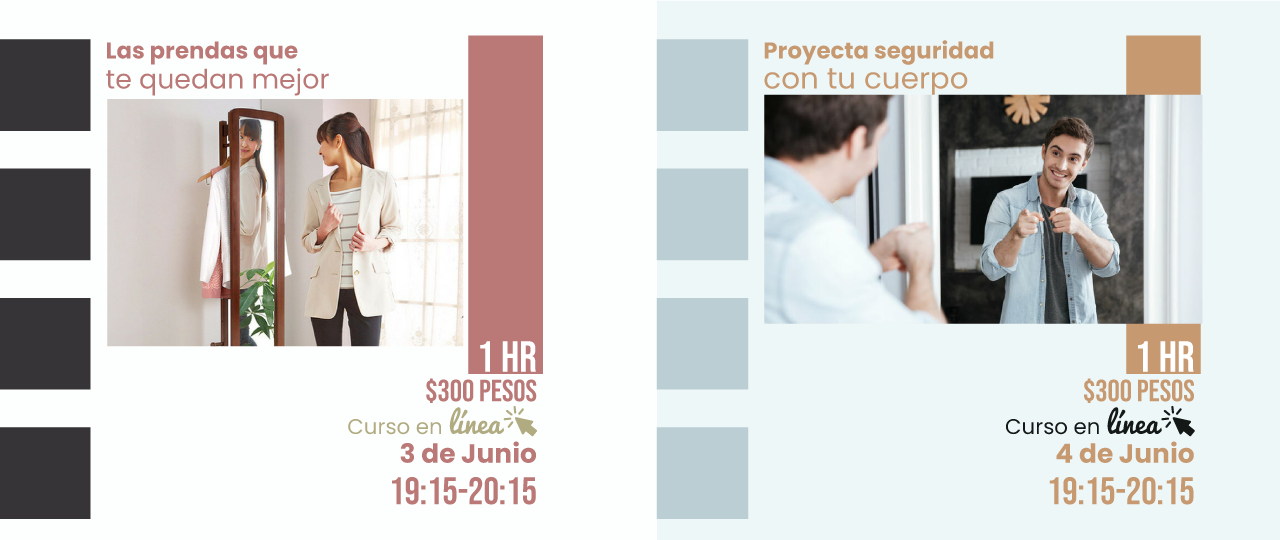 Las prendas que
te quedan mejor
1 HR
$300 PESOS
Curso en línea
3 de Junio
19:15-20:15
Proyecta seguridad
con tu cuerpo
1 HR
$300 PESOS
Curso en línea
4 de Junio
19:15-20:15